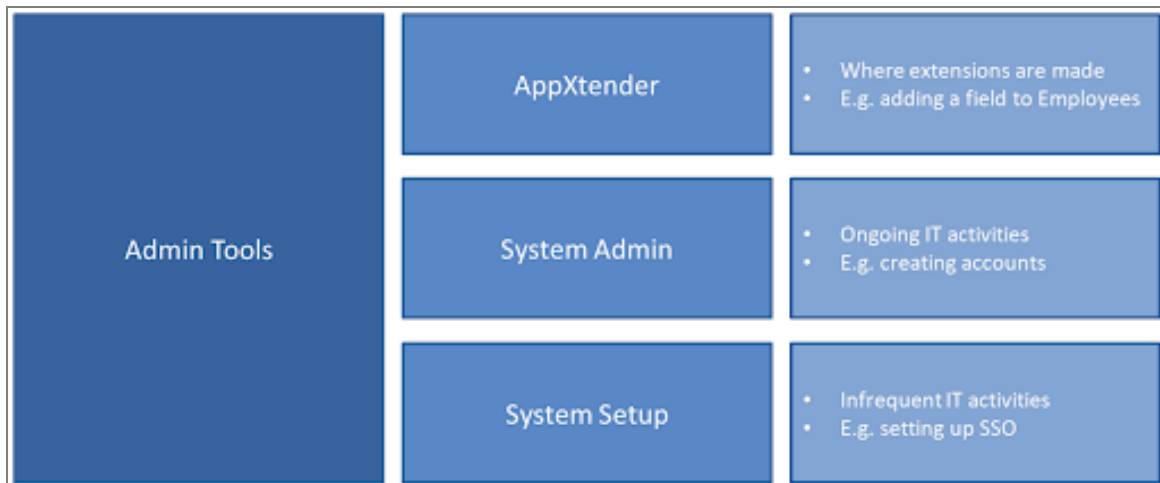 Admin Tools
AppXtender
• Where extensions are made
• E.g. adding a field to Employees
System Admin
• Ongoing IT activities
• E.g. creating accounts
System Setup
• Infrequent IT activities
• E.g. setting up SSO